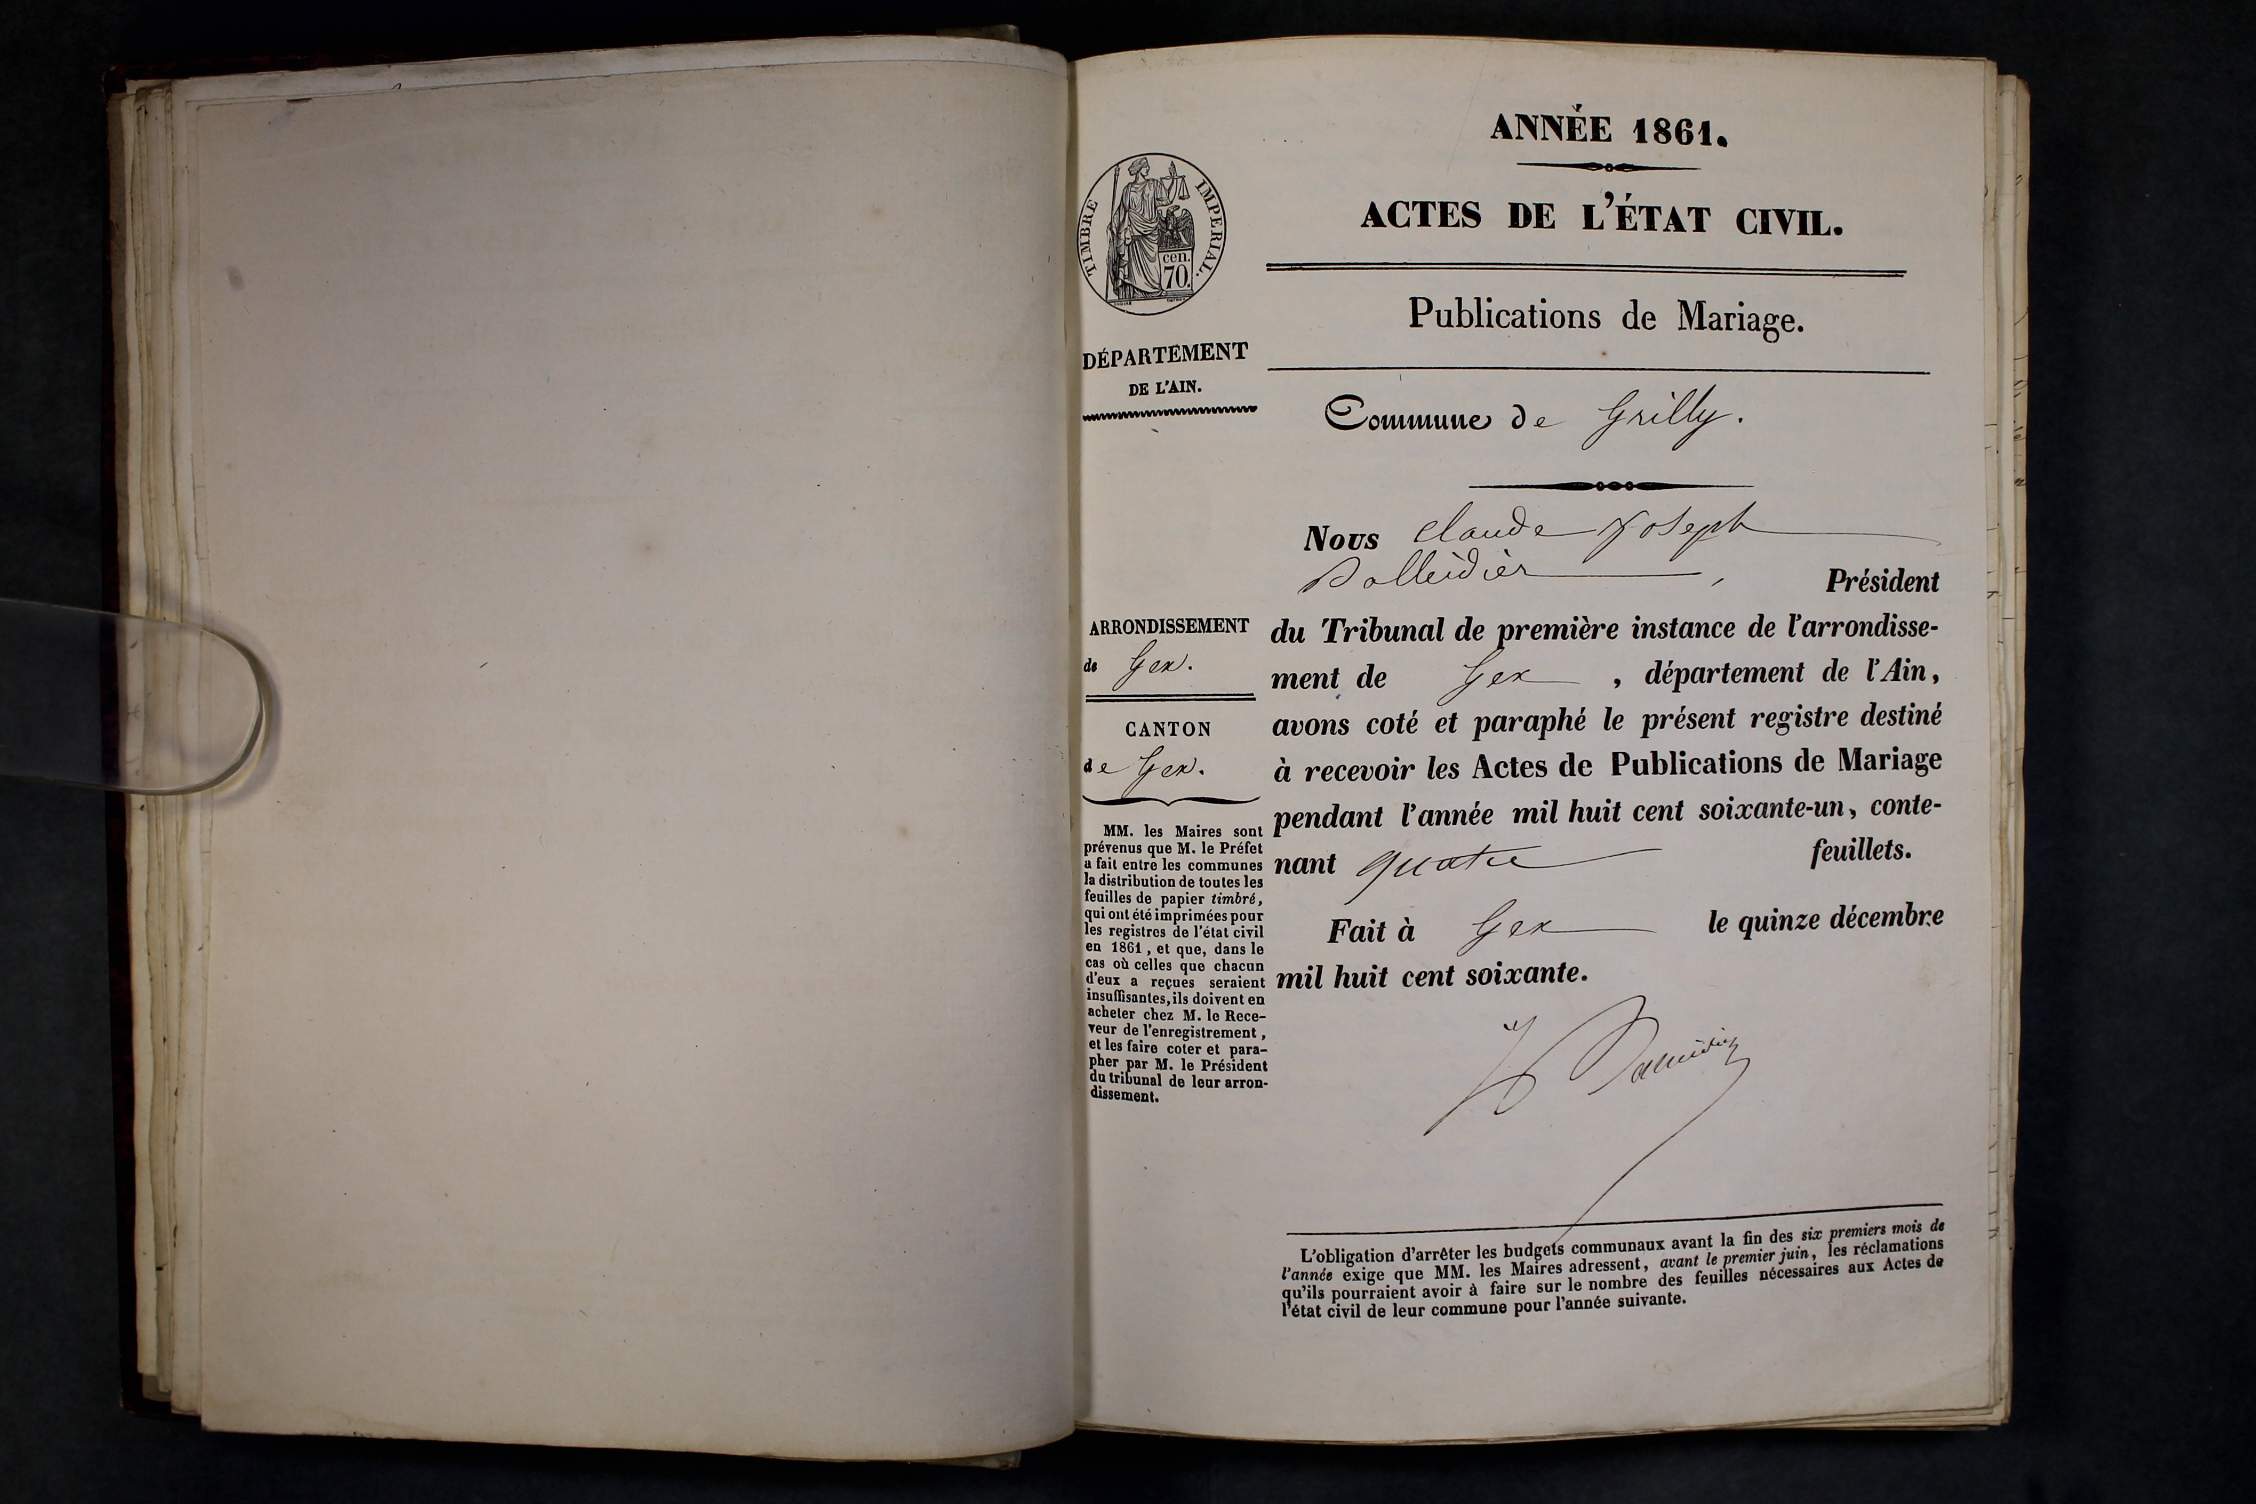 ANNÉE 1861.
ACTES DE L'ÉTAT CIVIL.
Publications de Mariage.
TIMBRE IMPERIAL.
cen.
70.
DÉPARTEMENT
DE L'AIN.
Commune de Grilly.
ARRONDISSEMENT
de Gex.
CANTON
de Gex.
MM. les Maires sont
prévenus que M. le Préfet
a fait entre les communes
la distribution de toutes les
feuilles de papier timbré,
qui ont été imprimées pour
les registres de l'état civil
en 1861, et que, dans le
cas où celles que chacun
d'eux a reçues seraient
insuffisantes, ils doivent en
acheter chez M. le Rece-
veur de l'enregistrement,
et les faire coter et para-
pher par M. le Président
du tribunal de leur arron-
dissement.
Nous Claude Joseph
Président
du Tribunal de première instance de l'arrondisse-
ment de Gex, département de l'Ain,
avons coté et paraphé le présent registre destiné
à recevoir les Actes de Publications de Mariage
pendant l'année mil huit cent soixante-un, conte-
nant quatre feuillets.
Fait à Gex le quinze décembre
mil huit cent soixante.
L'obligation d'arrêter les budgets communaux avant la fin des six premiers mois de
l'année exige que MM. les Maires adressent, avant le premier juin, les réclamations
qu'ils pourraient avoir à faire sur le nombre des feuilles nécessaires aux Actes de
l'état civil de leur commune pour l'année suivante.